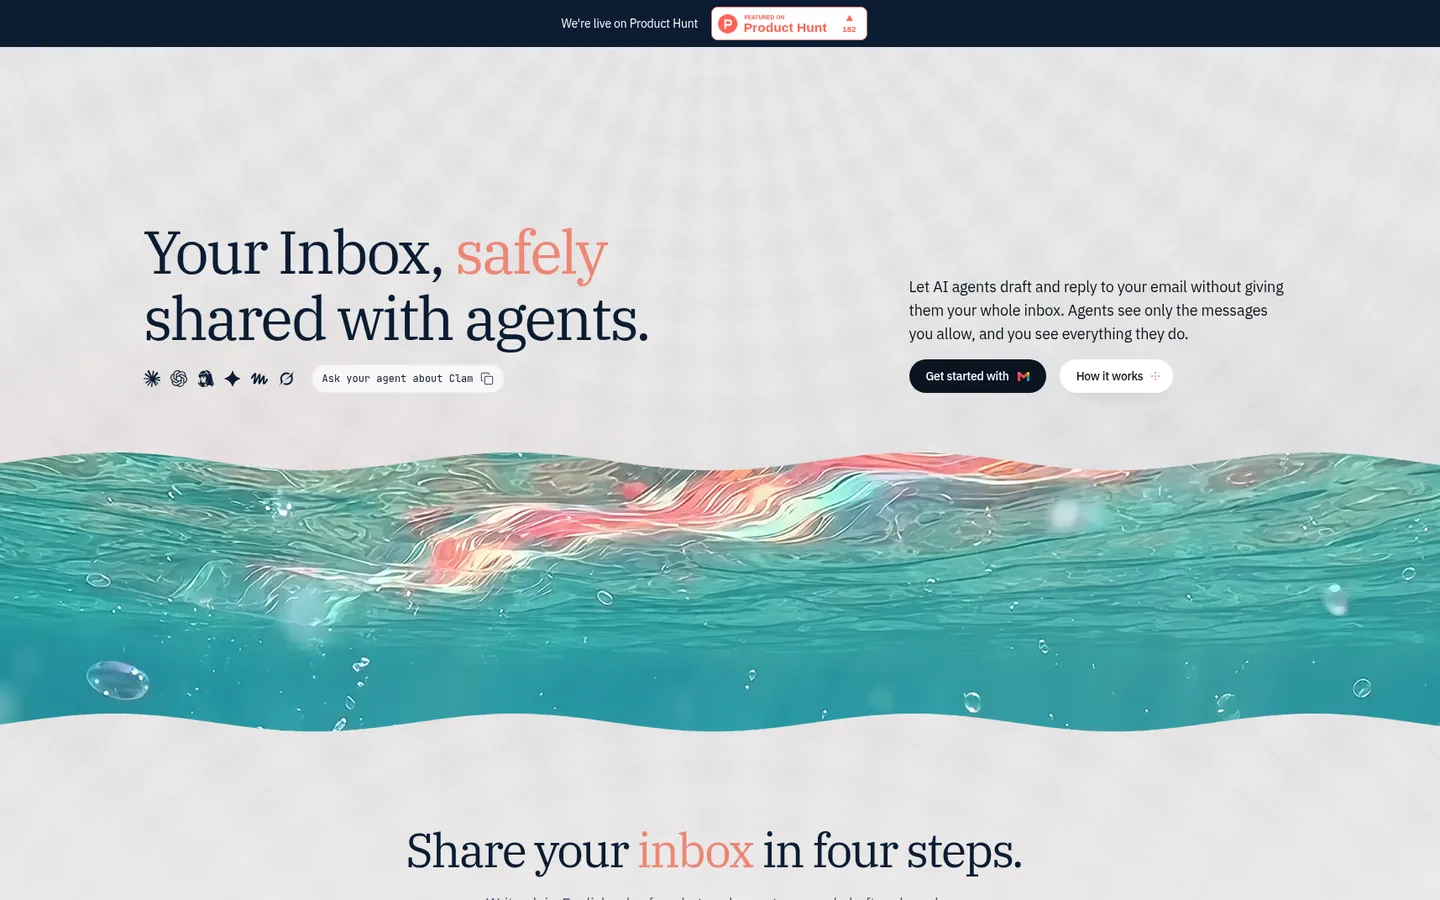 We're live on Product Hunt
FEATURED ON
Product Hunt
182
Your Inbox, safely
shared with agents.
Ask your agent about Clam
Let AI agents draft and reply to your email without giving
them your whole inbox. Agents see only the messages
you allow, and you see everything they do.
Get started with
How it works
Share your inbox in four steps.